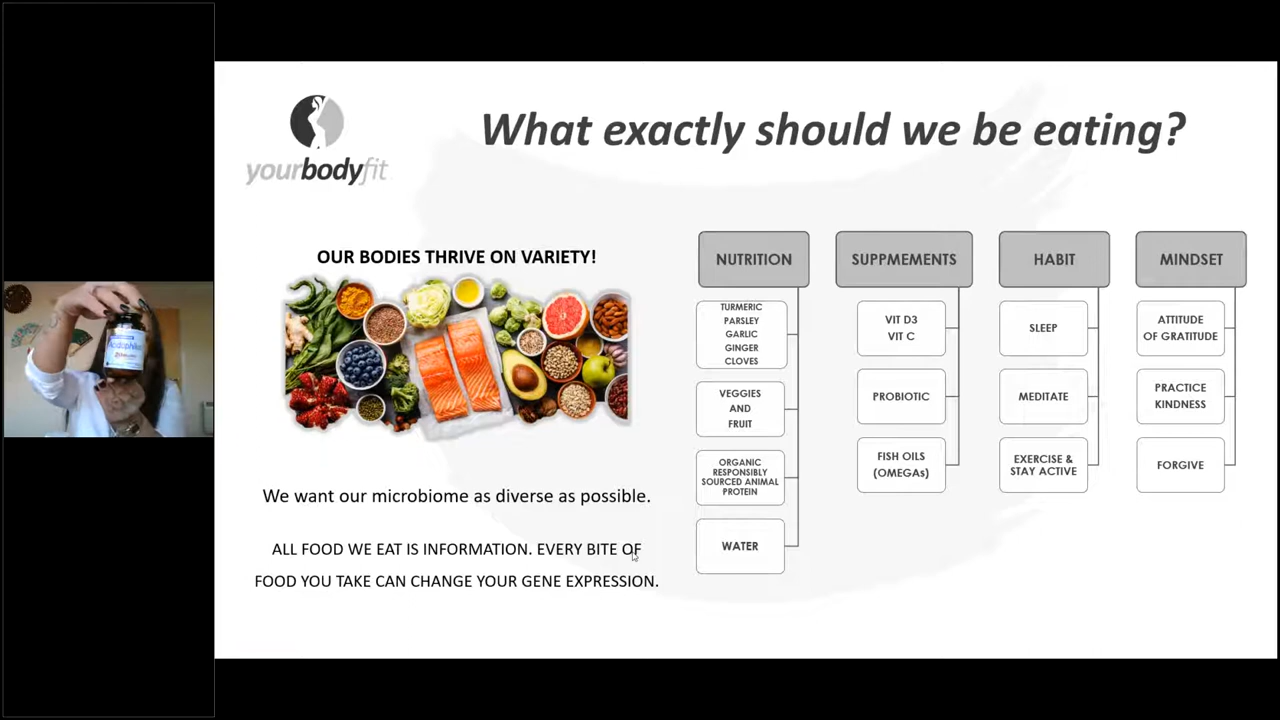 What exactly should we be eating?
yourbodyfit
OUR BODIES THRIVE ON VARIETY!
We want our microbiome as diverse as possible.
ALL FOOD WE EAT IS INFORMATION. EVERY BITE OF
FOOD YOU TAKE CAN CHANGE YOUR GENE EXPRESSION.
NUTRITION
TURMERIC
PARSLEY
GARLIC
GINGER
CLOVES
VEGGIES
AND
FRUIT
ORGANIC
RESPONSIBLY
SOURCED ANIMAL
PROTEIN
WATER
SUPPMEMENTS
VIT D3
VIT C
PROBIOTIC
FISH OILS
(OMEGAs)
HABIT
SLEEP
MEDITATE
EXERCISE &
STAY ACTIVE
MINDSET
ATTITUDE
OF GRATITUDE
PRACTICE
KINDNESS
FORGIVE